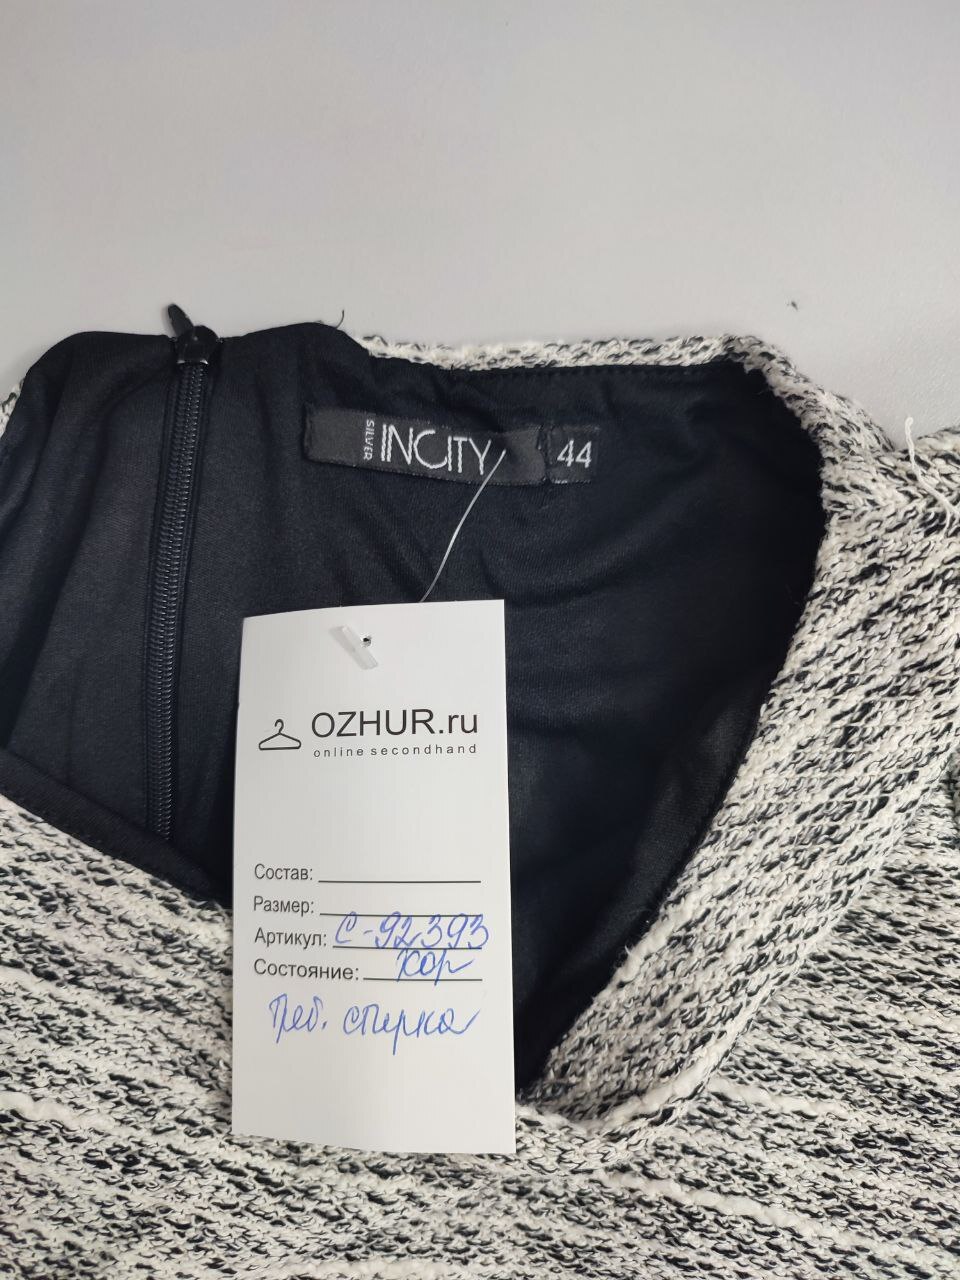 SILVER INCITY 44
OZHUR.ru
online secondhand
Состав:
Размер:
Артикул: С-92393
Состояние: хор
Треб. стирка